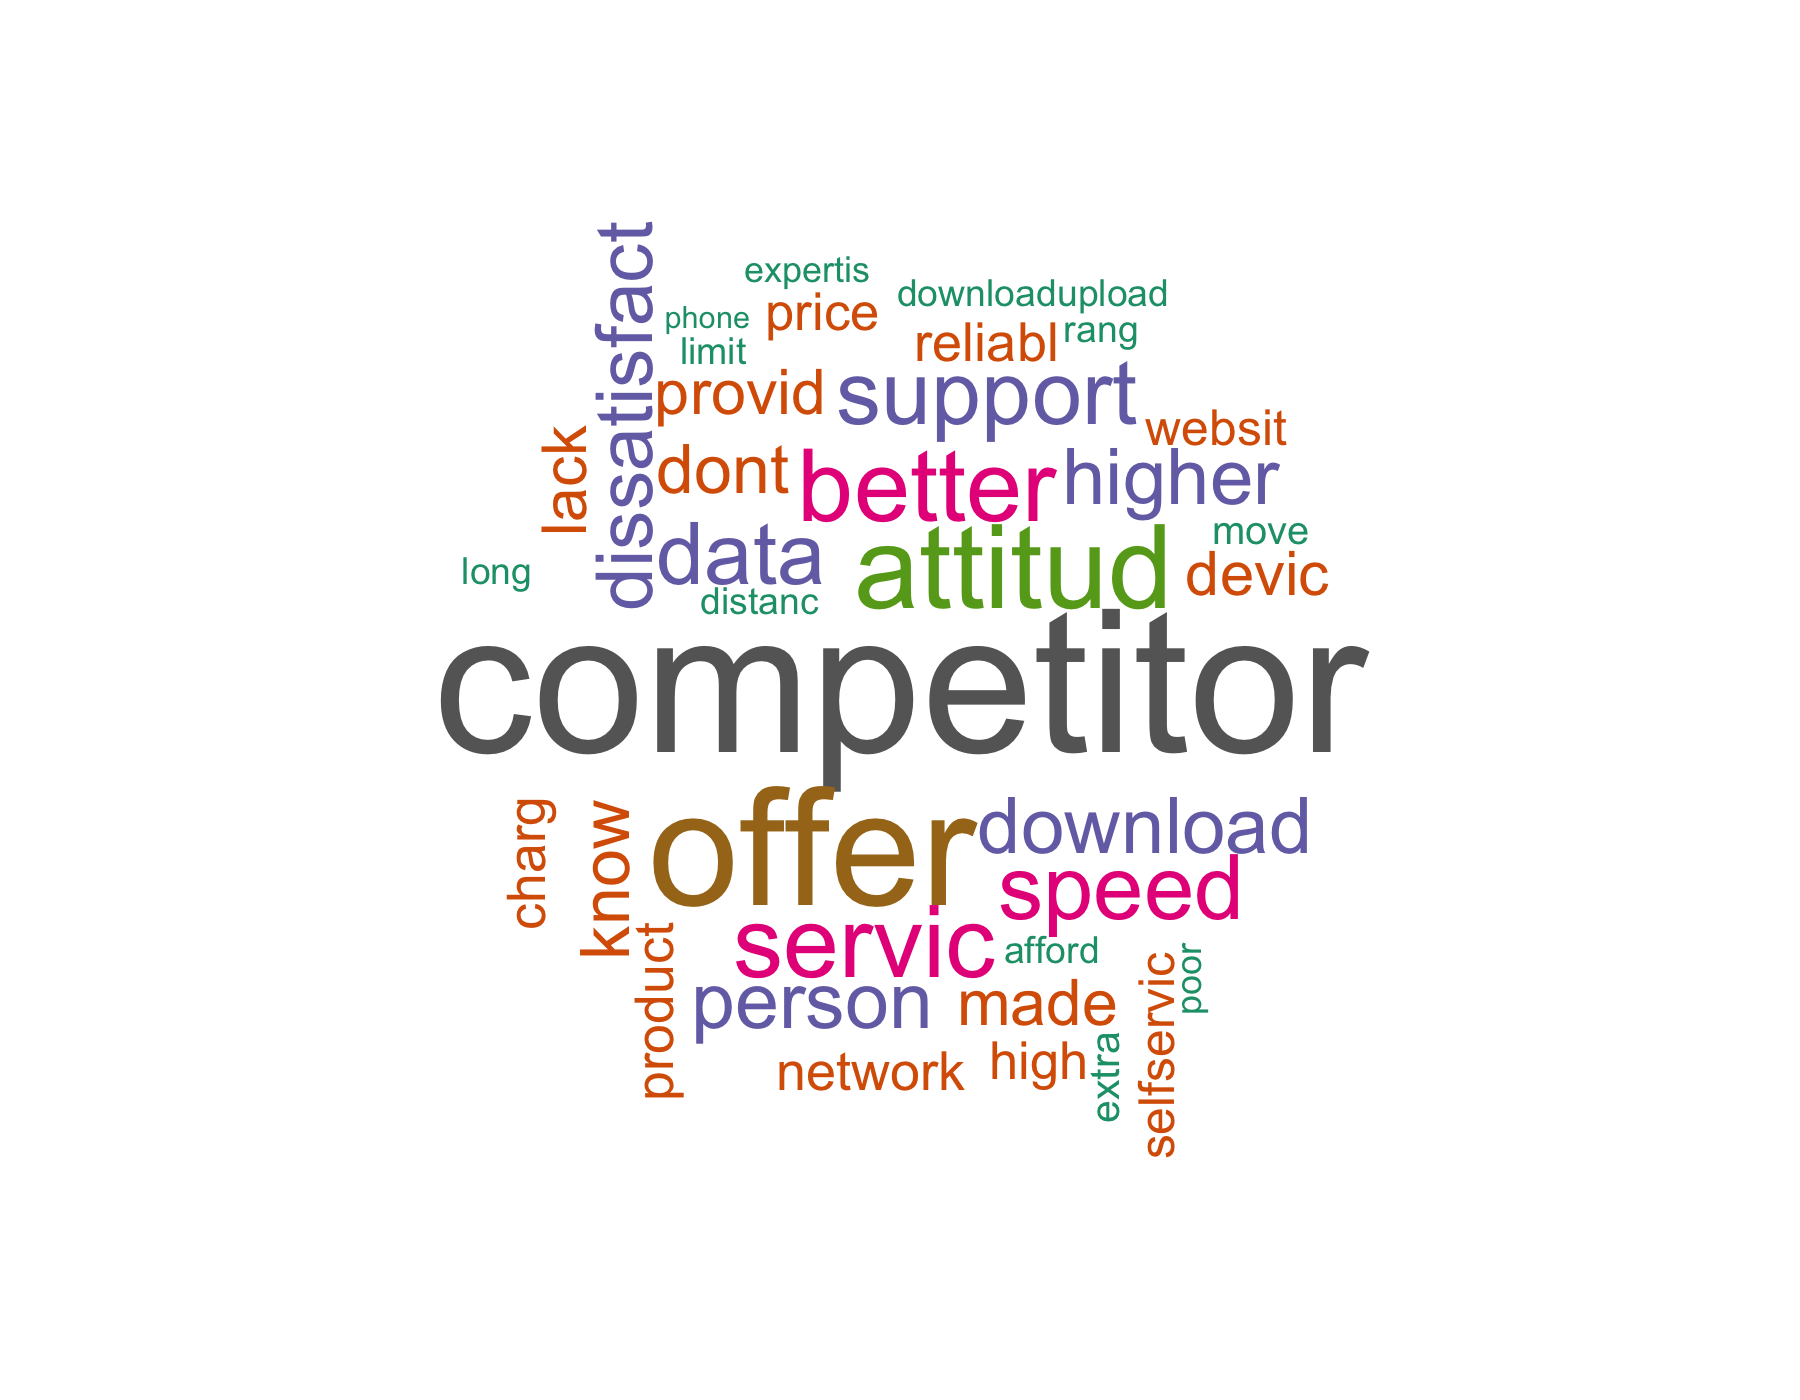 expertis
downloadupload
phone
price
reliabl
rang
limit
dissatisfact
provid
support
websit
lack
dont
better
higher
data
attitud
move
long
distanc
devic
competitor
charg
know
offer
download
speed
product
servic
afford
poor
person
made
selfservic
network
high
extra